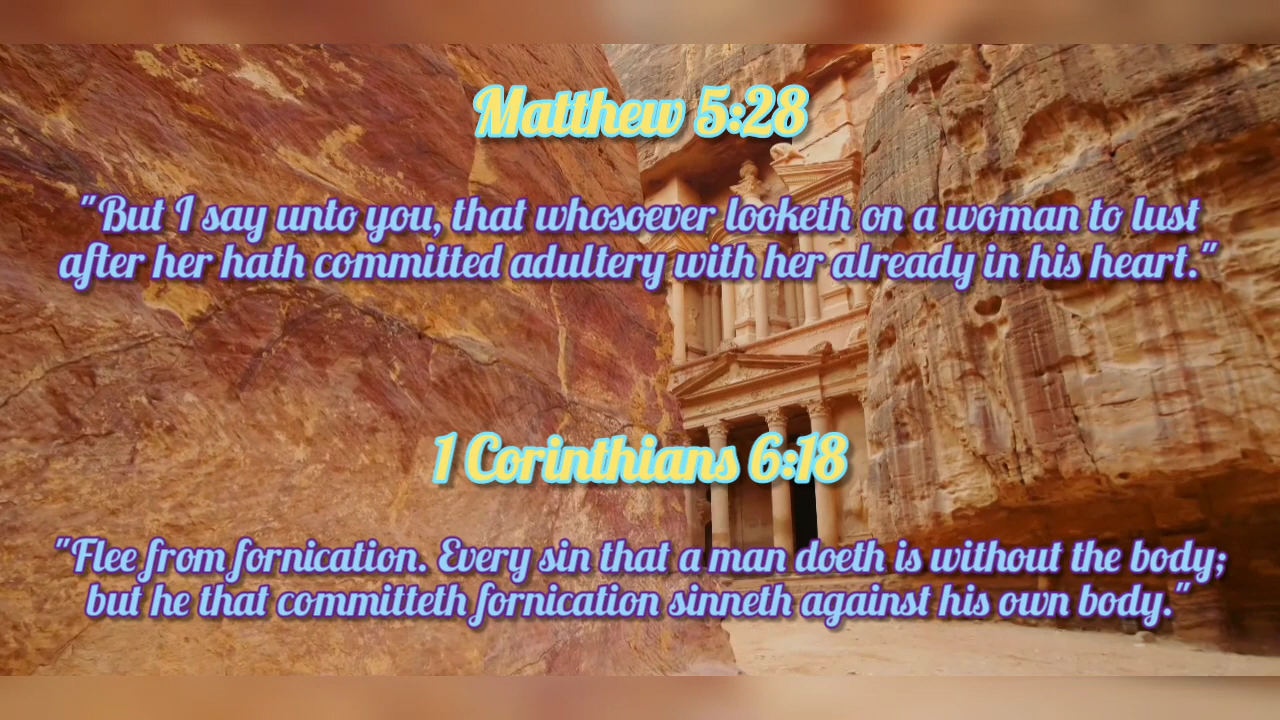 Matthew 5:28
"But I say unto you, that whosoever looketh on a woman to lust
after her hath committed adultery with her already in his heart."
1 Corinthians 6:18
"Flee from fornication. Every sin that a man doeth is without the body;
but he that committeth fornication sinneth against his own body."